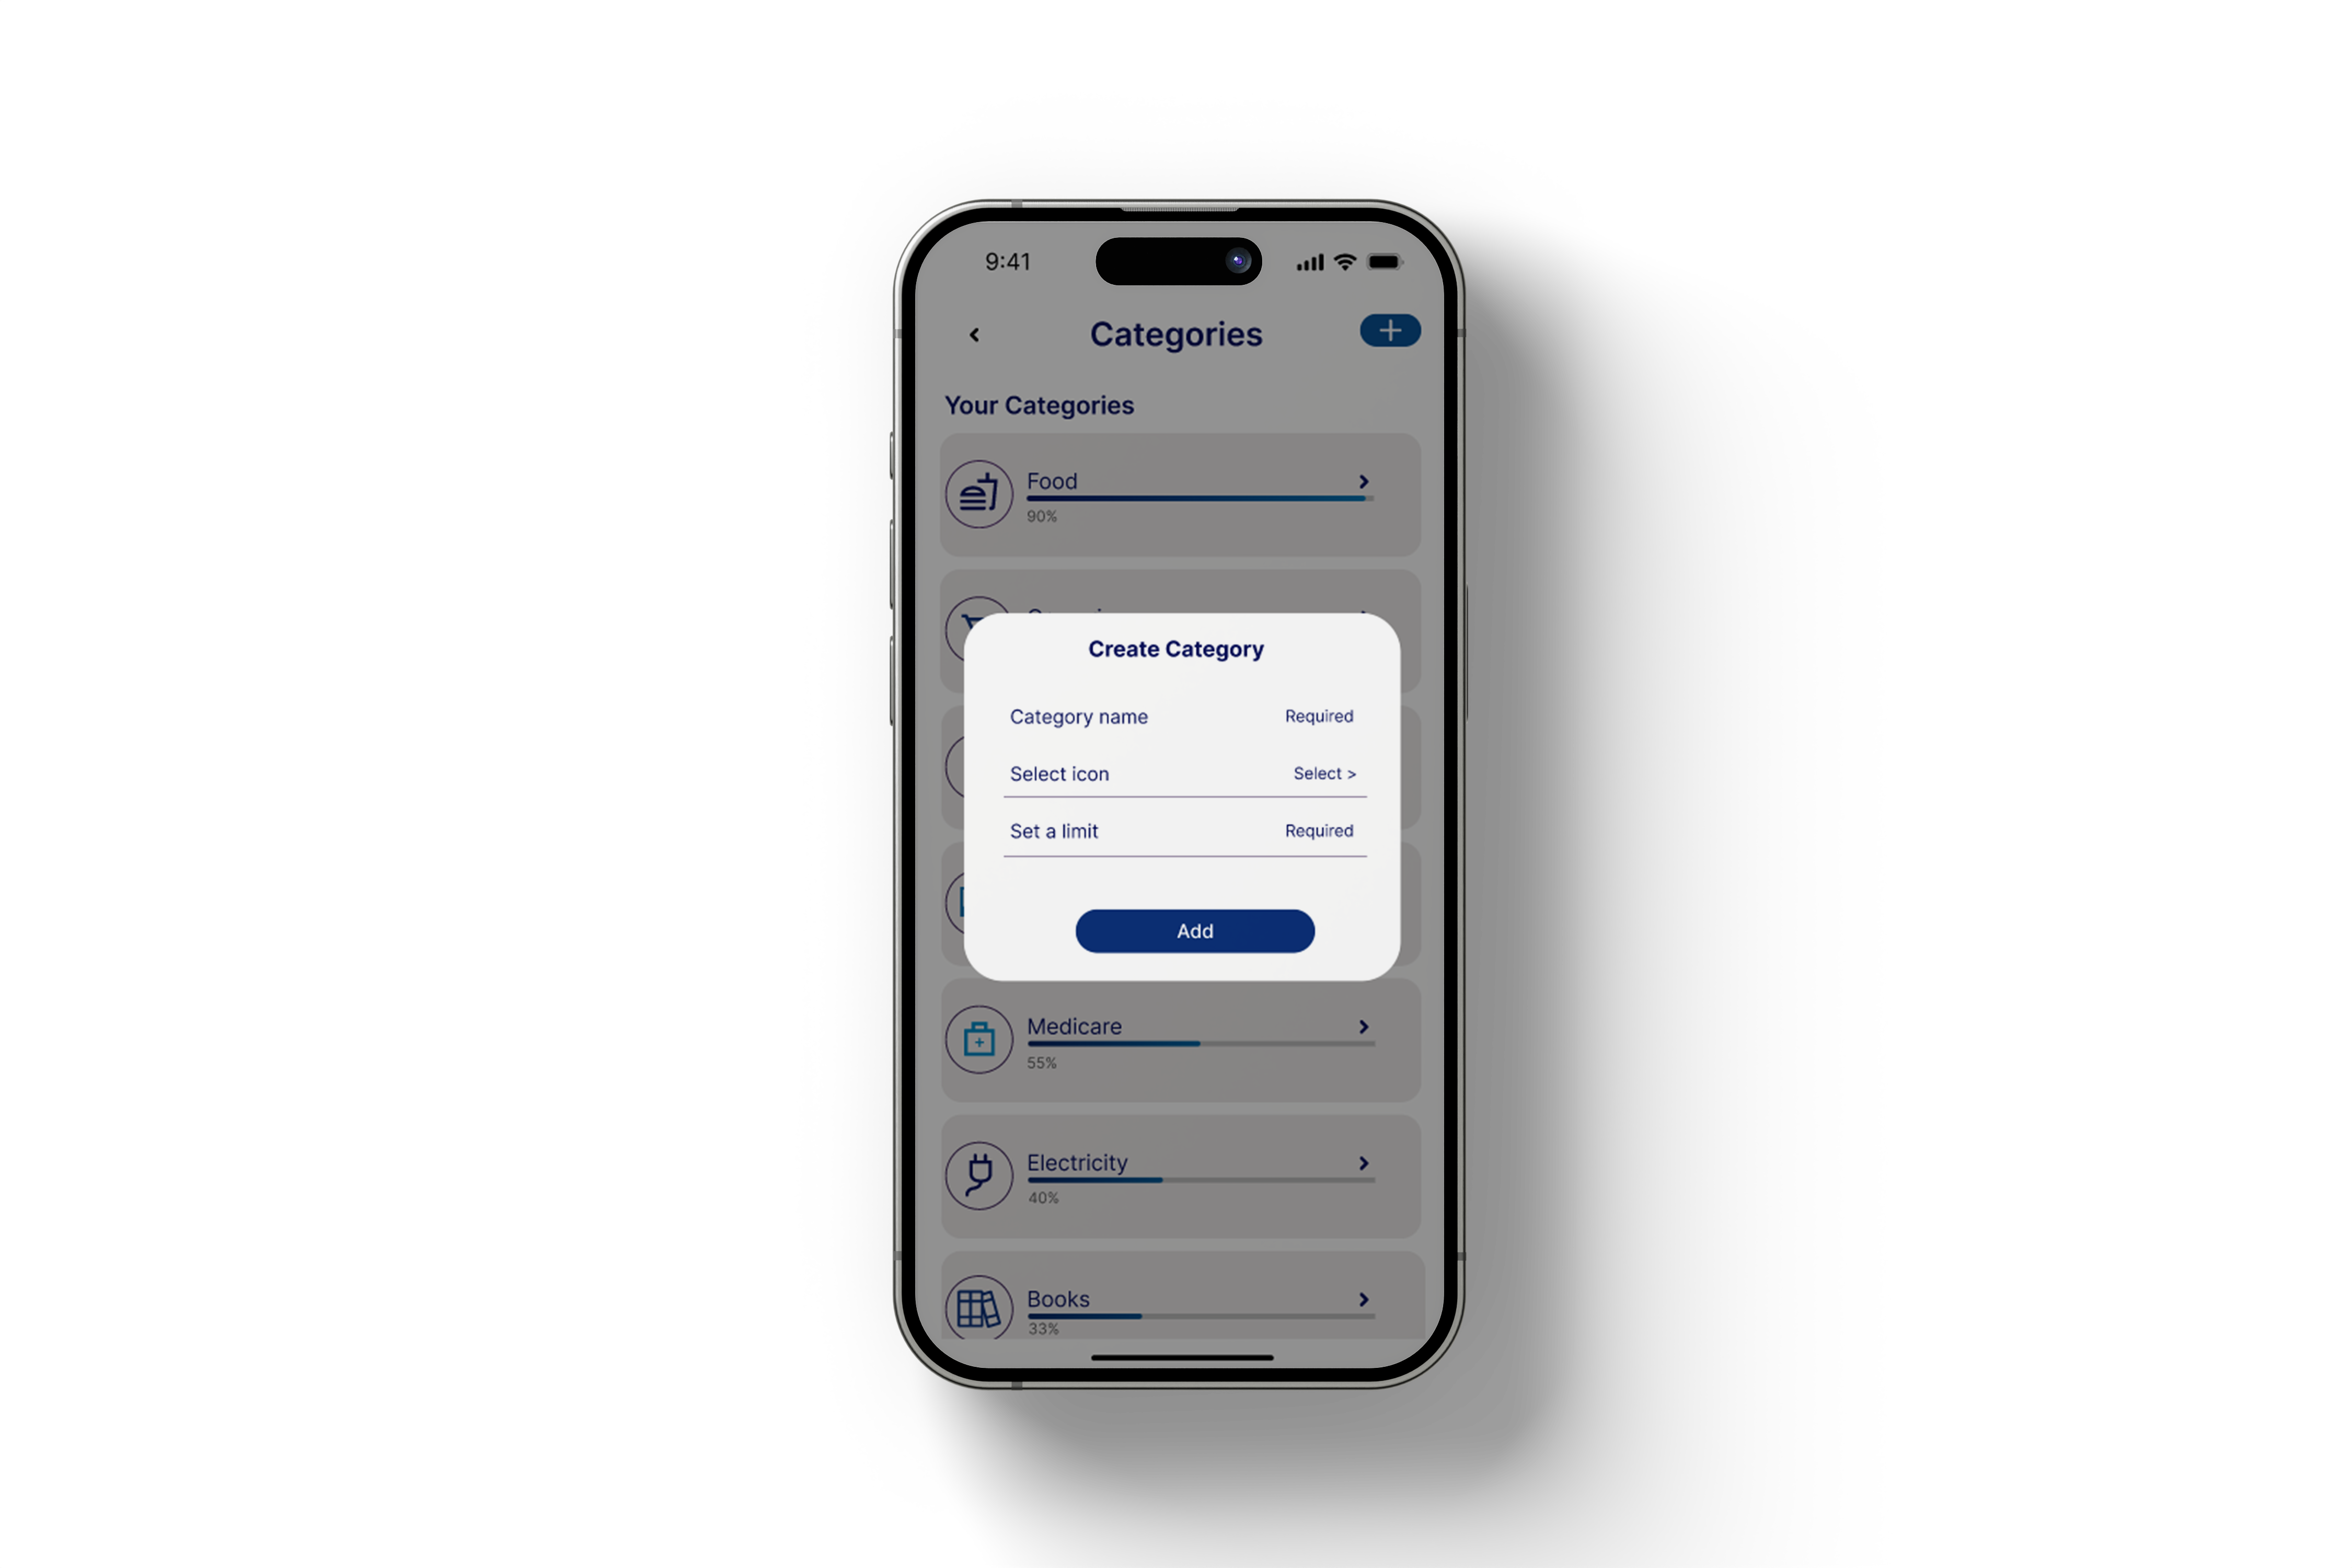 9:41
Categories
Your Categories
Food
90%
Create Category
Category name Required
Select icon Select >
Set a limit Required
Add
Medicare
55%
Electricity
40%
Books
33%